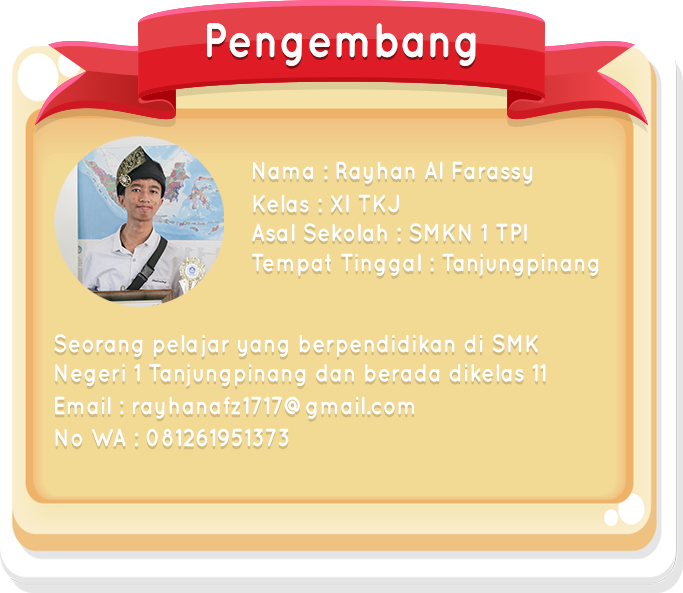 Pengembang
Nama : Rayhan Al Farassy
Kelas : XI TKJ
Asal Sekolah : SMKN 1 TPI
Tempat Tinggal : Tanjungpinang
Seorang pelajar yang berpendidikan di SMK
Negeri 1 Tanjungpinang dan berada dikelas 11
Email : rayhanafz1717@gmail.com
No WA : 081261951373